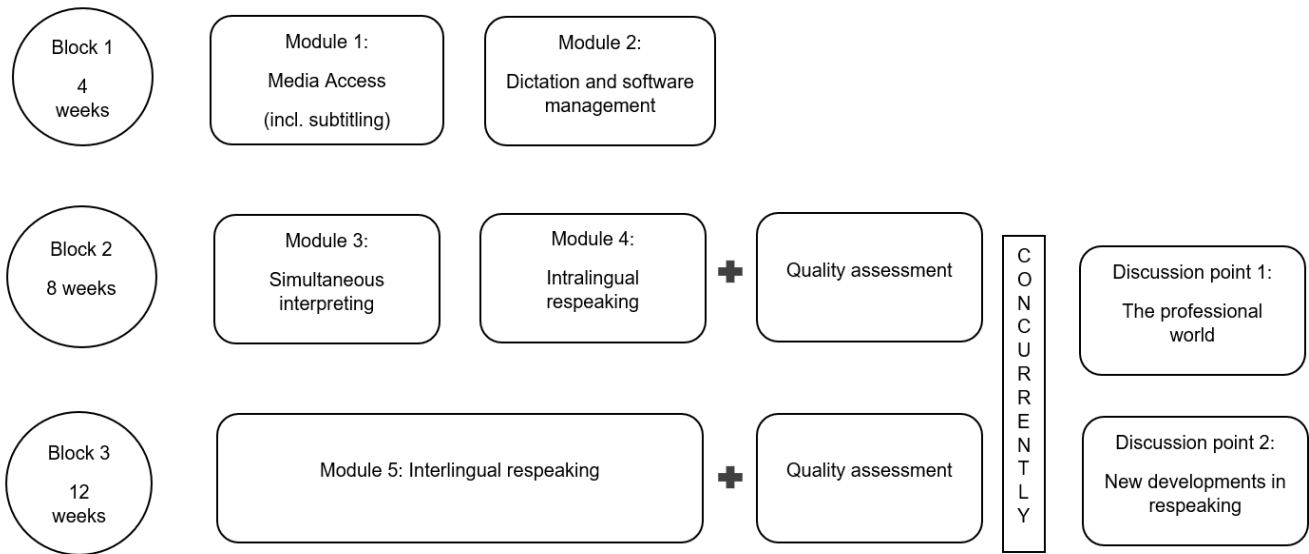 Block 1
4
weeks
Module 1:
Media Access
(incl. subtitling)
Module 2:
Dictation and software
management
Block 2
8 weeks
Module 3:
Simultaneous
interpreting
Module 4:
Intralingual
respeaking
Quality assessment
CONCURRENTLY
Discussion point 1:
The professional
world
Block 3
12
weeks
Module 5: Interlingual respeaking
Quality assessment
Discussion point 2:
New developments in
respeaking